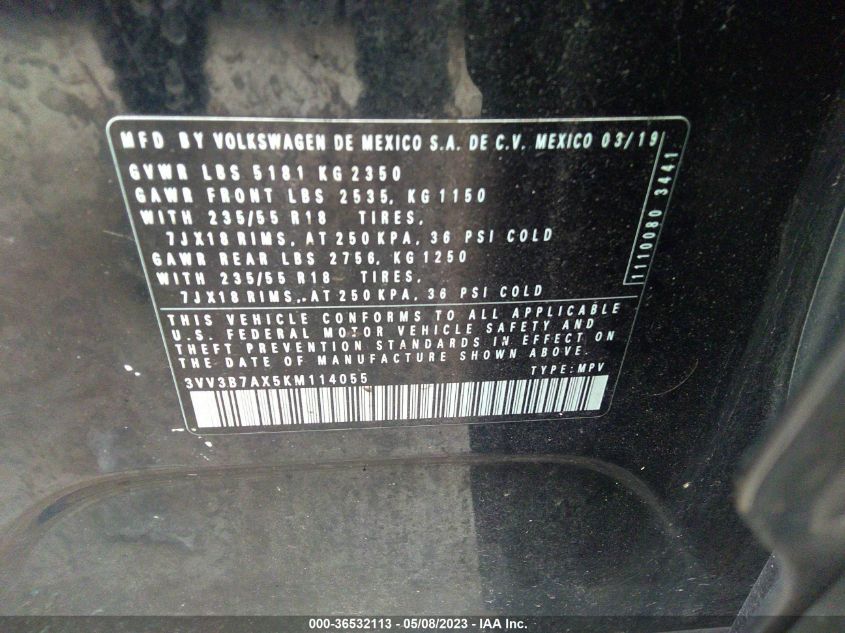 MFD BY VOLKSWAGEN DE MEXICO S.A. DE C.V. MEXICO 03/19
GVWR LBS 5181 KG 2350
GAWR FRONT LBS 2535, KG 1150
WITH 235/55 R18 TIRES,
7JX18 RIMS, AT 250 KPA, 36 PSI COLD
GAWR REAR LBS 2756, KG 1250
WITH 235/55 R18 TIRES,
7JX18 RIMS, AT 250 KPA, 36 PSI COLD
1110080 3441
THIS VEHICLE CONFORMS TO ALL APPLICABLE
U.S. FEDERAL MOTOR VEHICLE SAFETY AND
THEFT PREVENTION STANDARDS IN EFFECT ON
THE DATE OF MANUFACTURE SHOWN ABOVE.
3VV3B7AX5KM114055 TYPE: MPV
000-36532113 - 05/08/2023 - IAA Inc.